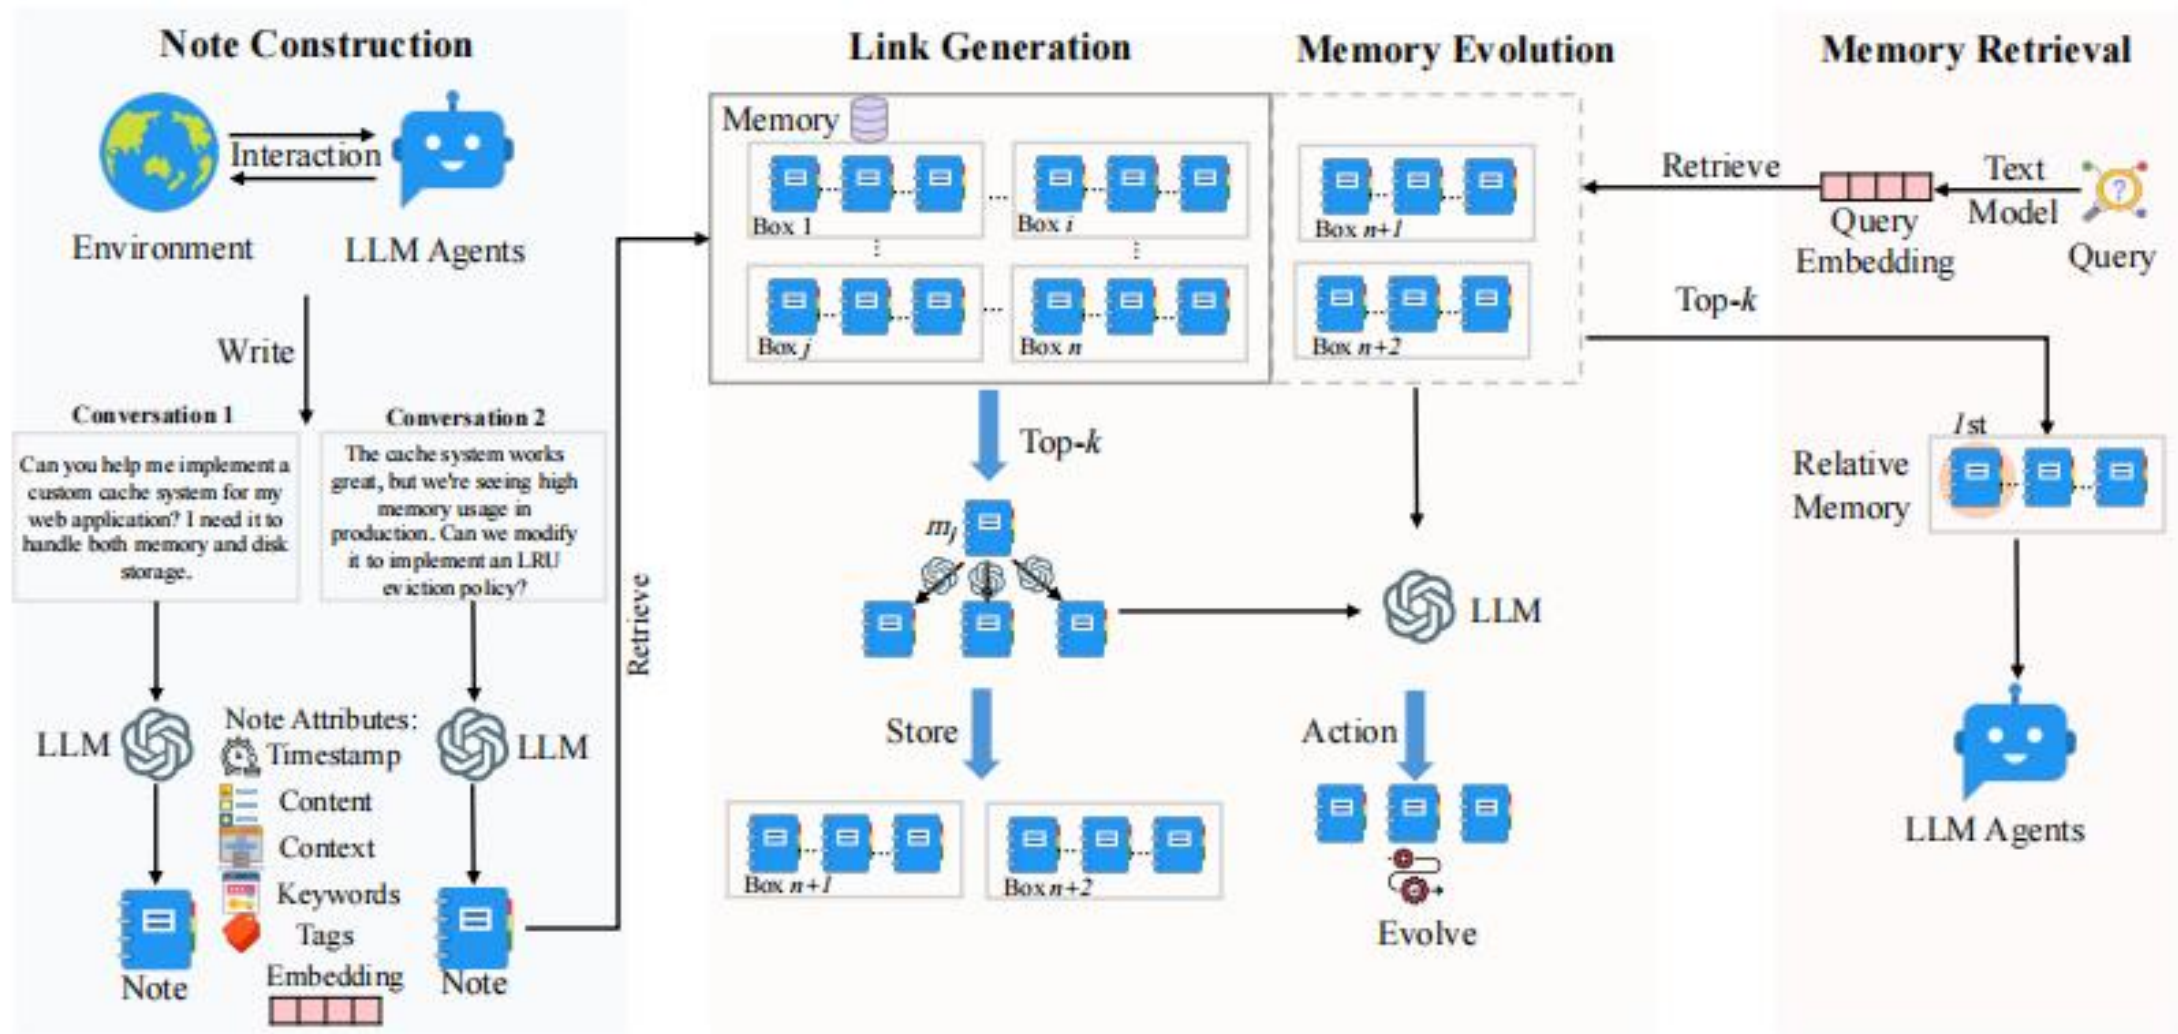 Note Construction
Interaction
Environment
LLM Agents
Write
Conversation 1
Can you help me implement a
custom cache system for my
web application? I need it to
handle both memory and disk
storage.
Conversation 2
The cache system works
great, but we're seeing high
memory usage in
production. Can we modify
it to implement an LRU
eviction policy?
LLM
Note Attributes:
Timestamp
Content
Context
Keywords
Tags
Embedding
LLM
Note
Note
Retrieve
Link Generation
Memory
Box 1
...
Box i
Box j
...
Box n
Top-k
mj
Store
Box n+1
Box n+2
Memory Evolution
Box n+1
Box n+2
LLM
Action
Evolve
Memory Retrieval
Retrieve
Text
Model
Query
Embedding
Query
Top-k
1st
Relative
Memory
LLM Agents